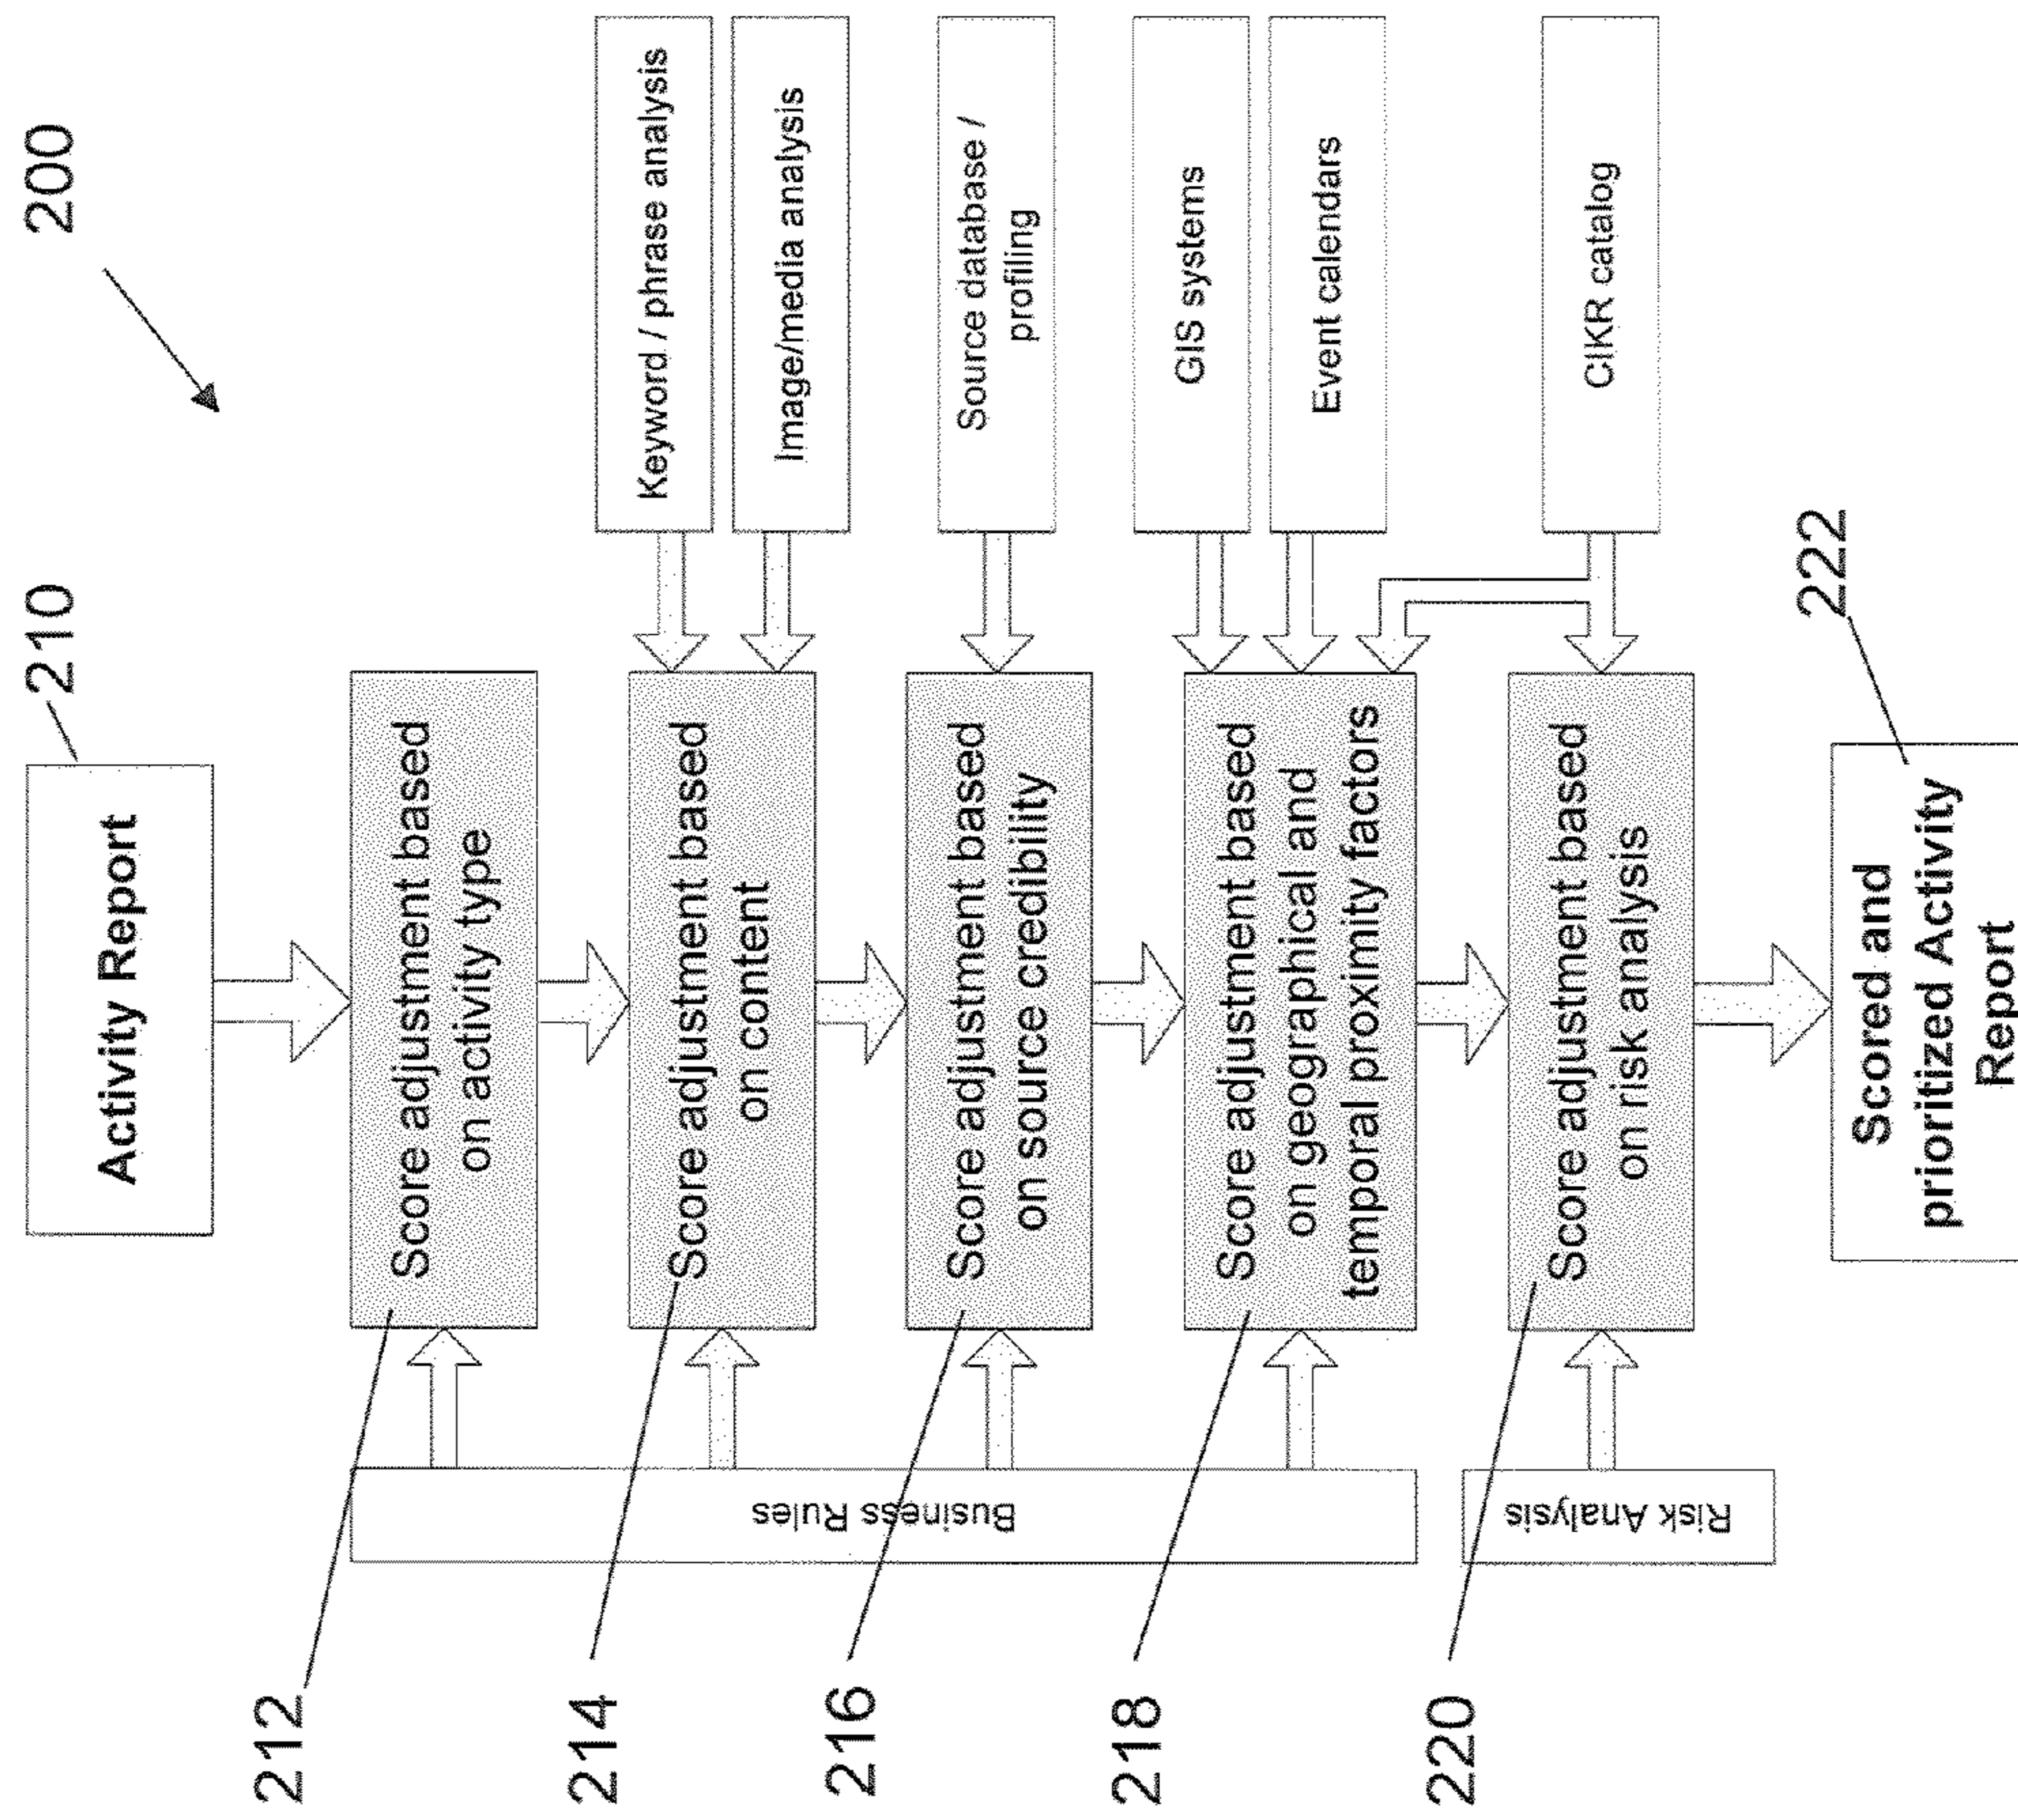 200
Activity Report
210
212
Score adjustment based
on activity type
214
Score adjustment based
on content
Keyword / phrase analysis
Image/media analysis
216
Score adjustment based
on source credibility
Source database /
profiling
218
Score adjustment based
on geographical and
temporal proximity factors
GIS systems
Event calendars
220
Score adjustment based
on risk analysis
CIKR catalog
Business Rules
Risk Analysis
222
Scored and
prioritized Activity
Report